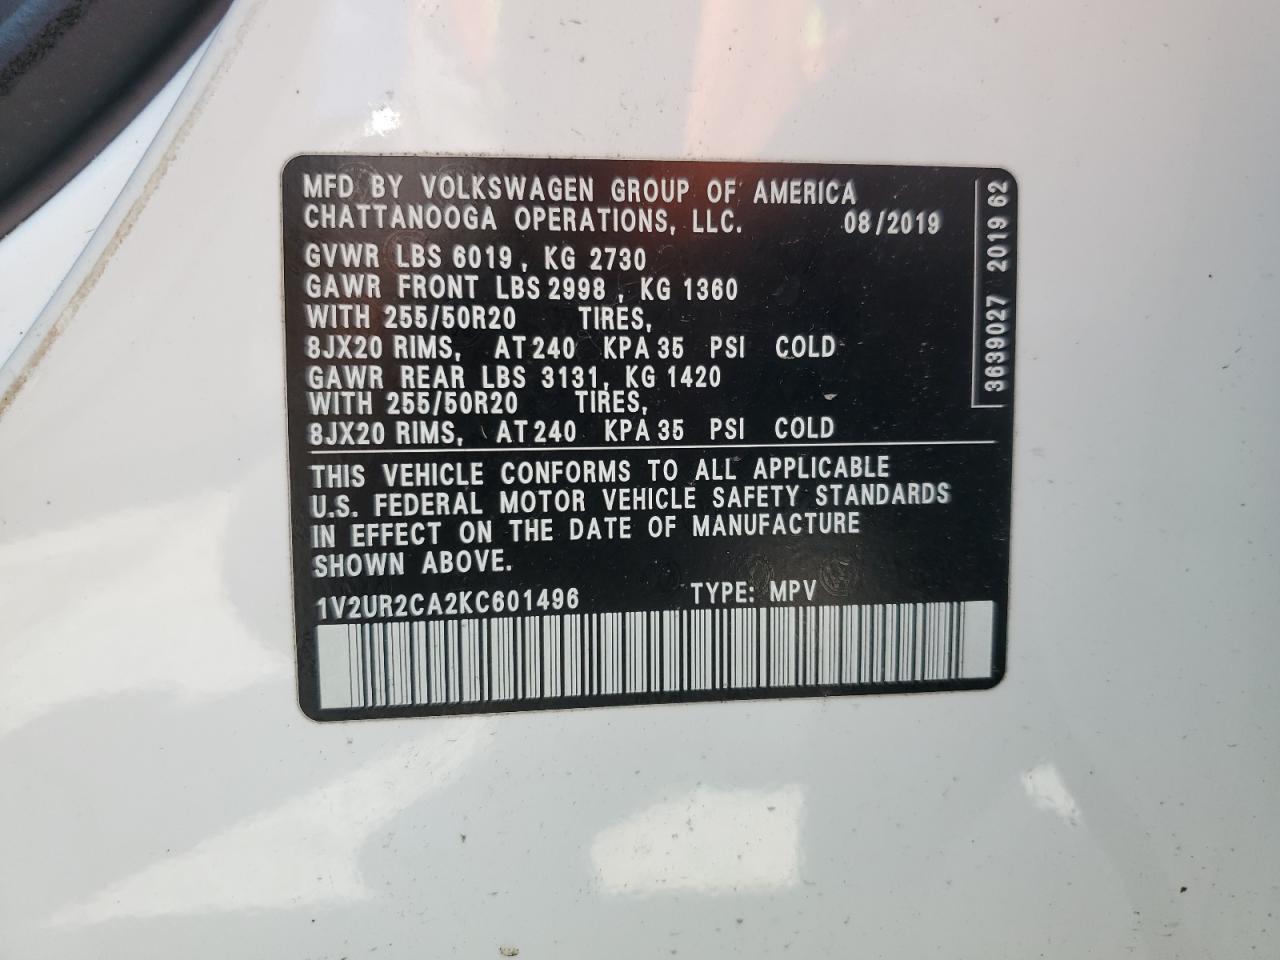 MFD BY VOLKSWAGEN GROUP OF AMERICA
CHATTANOOGA OPERATIONS, LLC. 08/2019
GVWR LBS 6019, KG 2730
GAWR FRONT LBS 2998, KG 1360
WITH 255/50R20 TIRES,
8JX20 RIMS, AT 240 KPA 35 PSI COLD
GAWR REAR LBS 3131, KG 1420
WITH 255/50R20 TIRES,
8JX20 RIMS, AT 240 KPA 35 PSI COLD
THIS VEHICLE CONFORMS TO ALL APPLICABLE
U.S. FEDERAL MOTOR VEHICLE SAFETY STANDARDS
IN EFFECT ON THE DATE OF MANUFACTURE
SHOWN ABOVE.
1V2UR2CA2KC601496 TYPE: MPV
3639027 2019 62